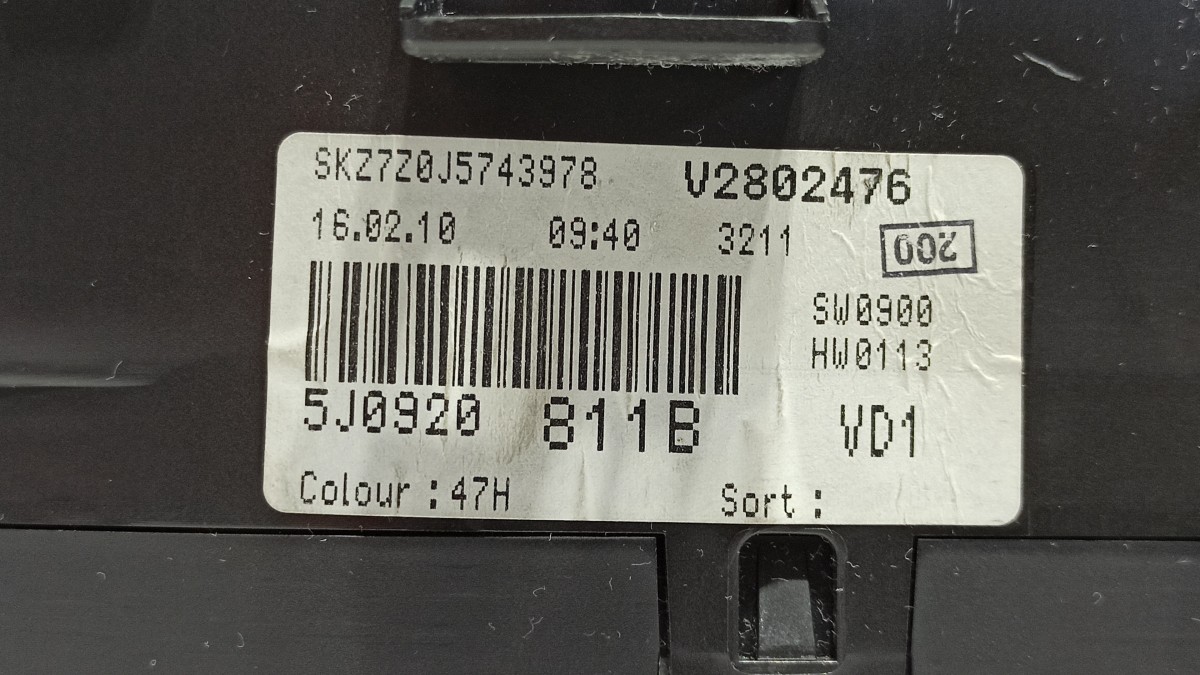 SKZ7Z0J5743978 V2802476
16.02.10 09:40 3211 200
SW0900
HW0113
5J0920 811B VD1
Colour : 47H Sort :